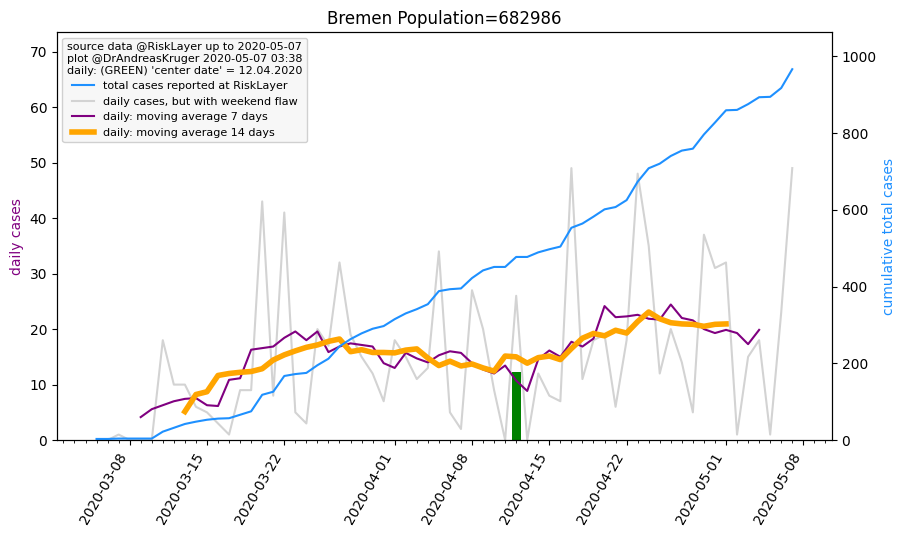 Bremen Population=682986
source data @RiskLayer up to 2020-05-07
plot @DrAndreasKruger 2020-05-07 03:38
daily: (GREEN) 'center date' = 12.04.2020
total cases reported at RiskLayer
daily cases, but with weekend flaw
daily: moving average 7 days
daily: moving average 14 days
daily cases
70
60
50
40
30
20
10
0
1000
800
600
400
200
0
cumulative total cases
2020-03-08
2020-03-15
2020-03-22
2020-04-01
2020-04-08
2020-04-15
2020-04-22
2020-05-01
2020-05-08